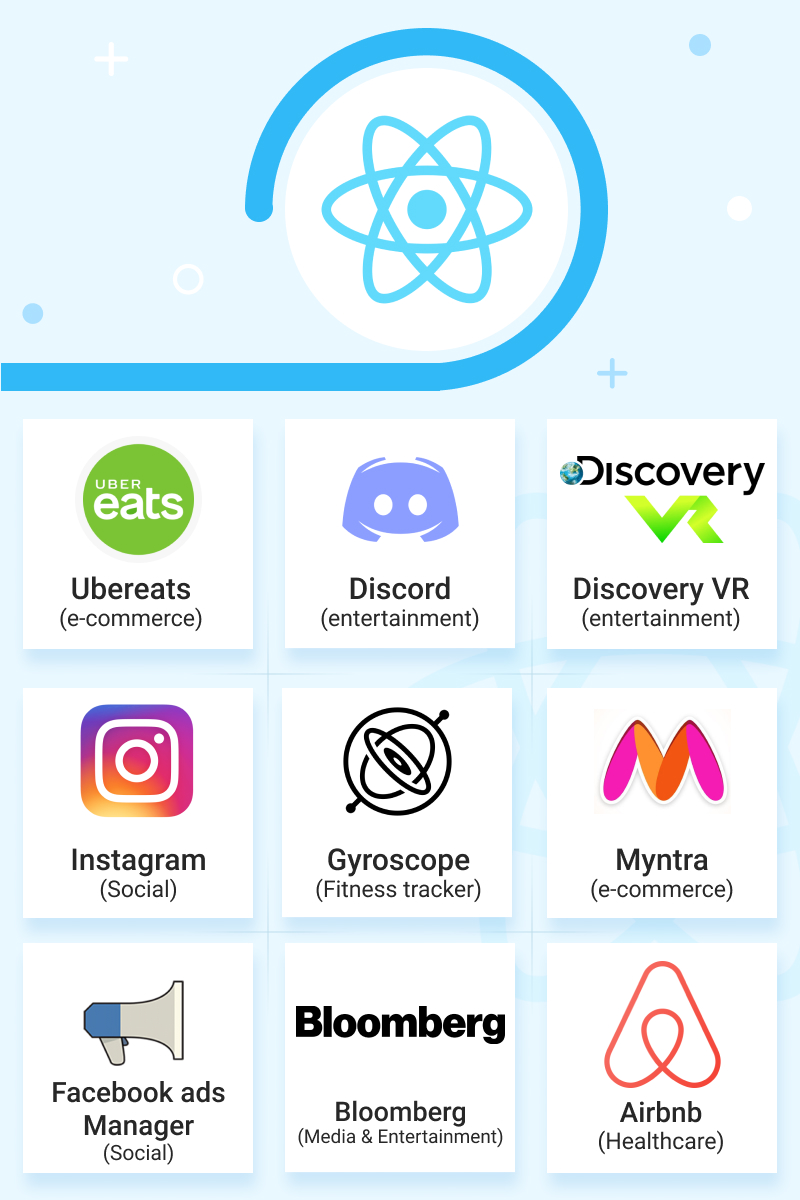 UBER
eats
Ubereats
(e-commerce)
Discord
(entertainment)
Discovery
VR
Discovery VR
(entertainment)
Instagram
(Social)
Gyroscope
(Fitness tracker)
Myntra
(e-commerce)
Facebook ads
Manager
(Social)
Bloomberg
Bloomberg
(Media & Entertainment)
Airbnb
(Healthcare)